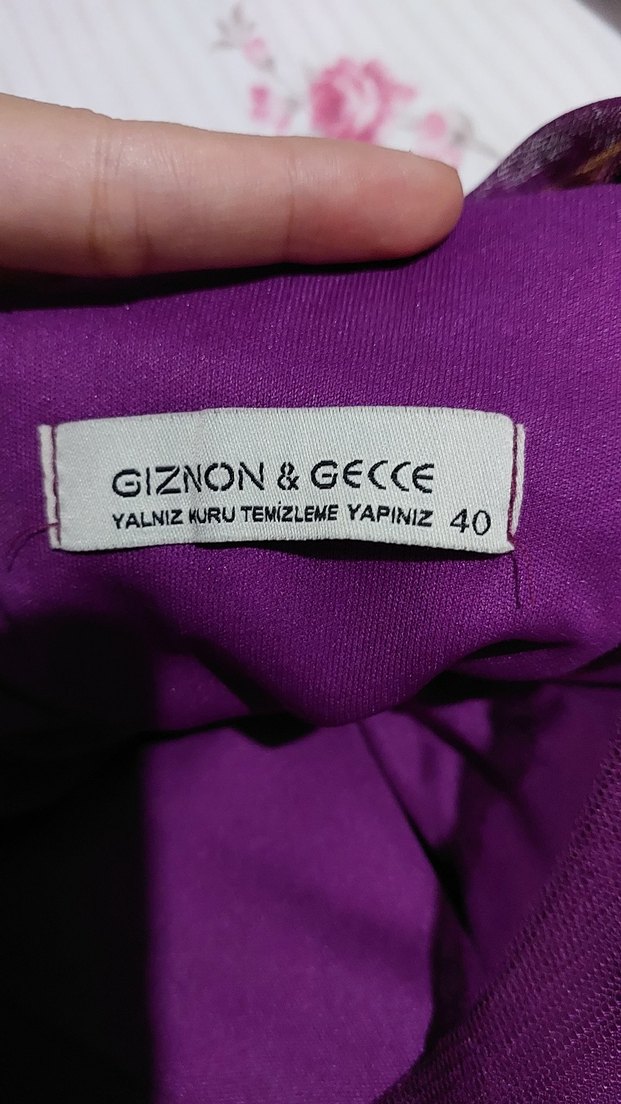 GIZNON & GECCE
YALNIZ KURU TEMİZLEME YAPINIZ 40